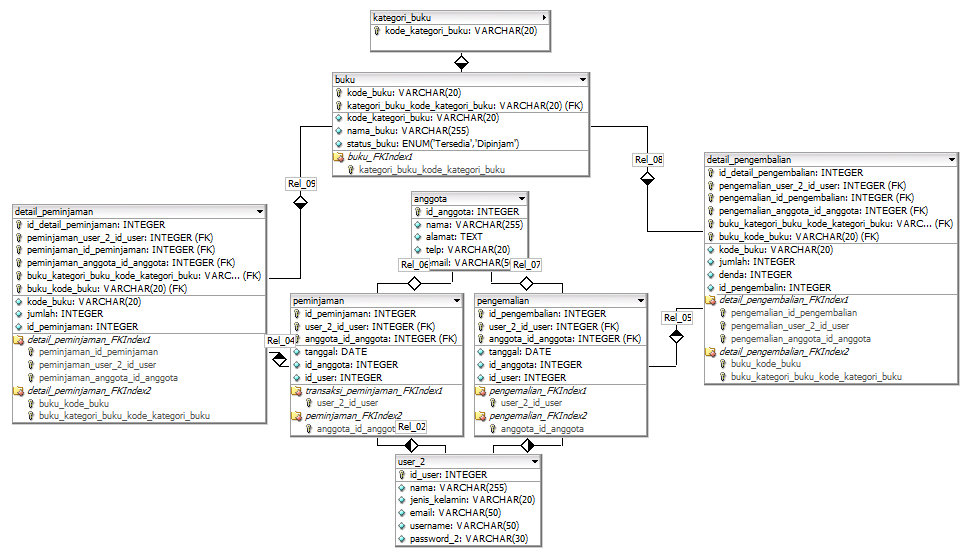 kategori_buku
kode_kategori_buku: VARCHAR(20)
buku
kode_buku: VARCHAR(20)
kategori_buku_kode_kategori_buku: VARCHAR(20) (FK)
kode_kategori_buku: VARCHAR(20)
nama_buku: VARCHAR(255)
status_buku: ENUM('Tersedia','Dipinjam')
buku_FKIndex1
kategori_buku_kode_kategori_buku
Rel_09
Rel_08
detail_peminjaman
id_detail_peminjaman: INTEGER
peminjaman_user_2_id_user: INTEGER (FK)
peminjaman_id_peminjaman: INTEGER (FK)
peminjaman_anggota_id_anggota: INTEGER (FK)
buku_kategori_buku_kode_kategori_buku: VARC... (FK)
buku_kode_buku: VARCHAR(20) (FK)
kode_buku: VARCHAR(20)
jumlah: INTEGER
id_peminjaman: INTEGER
detail_peminjaman_FKIndex1
peminjaman_id_peminjaman
peminjaman_user_2_id_user
peminjaman_anggota_id_anggota
detail_peminjaman_FKIndex2
buku_kode_buku
buku_kategori_buku_kode_kategori_buku
anggota
id_anggota: INTEGER
nama: VARCHAR(255)
alamat: TEXT
telp: VARCHAR(20)
email: VARCHAR(50
Rel_06
Rel_07
detail_pengembalian
id_detail_pengembalian: INTEGER
pengemalian_user_2_id_user: INTEGER (FK)
pengemalian_id_pengembalian: INTEGER (FK)
pengemalian_anggota_id_anggota: INTEGER (FK)
buku_kategori_buku_kode_kategori_buku: VARC... (FK)
buku_kode_buku: VARCHAR(20) (FK)
kode_buku: VARCHAR(20)
jumlah: INTEGER
denda: INTEGER
id_pengembalin: INTEGER
detail_pengembalian_FKIndex1
pengemalian_id_pengembalian
pengemalian_user_2_id_user
pengemalian_anggota_id_anggota
detail_pengembalian_FKIndex2
buku_kode_buku
buku_kategori_buku_kode_kategori_buku
Rel_04
Rel_05
peminjaman
id_peminjaman: INTEGER
user_2_id_user: INTEGER (FK)
anggota_id_anggota: INTEGER (FK)
tanggal: DATE
id_anggota: INTEGER
id_user: INTEGER
transaksi_peminjaman_FKIndex1
user_2_id_user
peminjaman_FKIndex2
anggota_id_anggota
Rel_02
pengemalian
id_pengembalian: INTEGER
user_2_id_user: INTEGER (FK)
anggota_id_anggota: INTEGER (FK)
tanggal: DATE
id_anggota: INTEGER
id_user: INTEGER
pengemalian_FKIndex1
user_2_id_user
pengemalian_FKIndex2
anggota_id_anggota
user_2
id_user: INTEGER
nama: VARCHAR(255)
jenis_kelamin: VARCHAR(20)
email: VARCHAR(50)
username: VARCHAR(50)
password_2: VARCHAR(30)